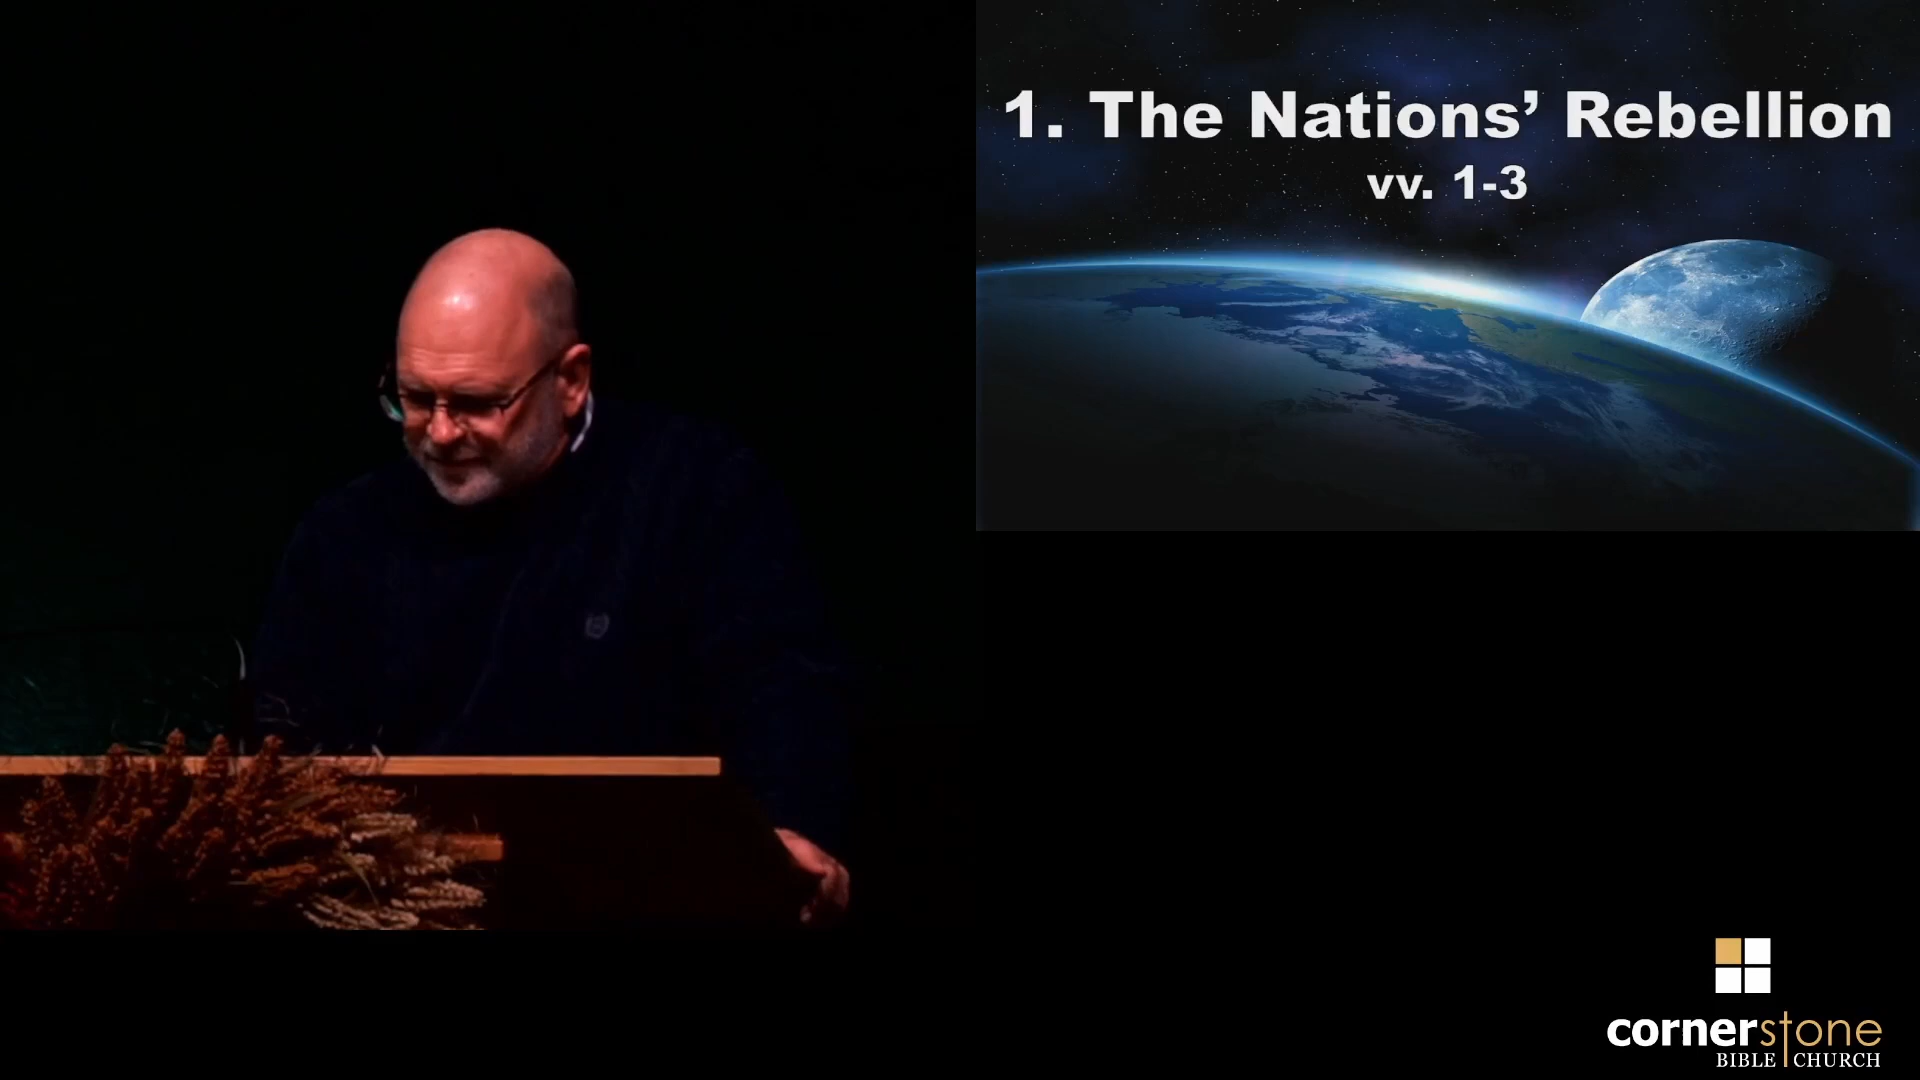 1. The Nations’ Rebellion
vv. 1-3
cornerstone
BIBLE CHURCH